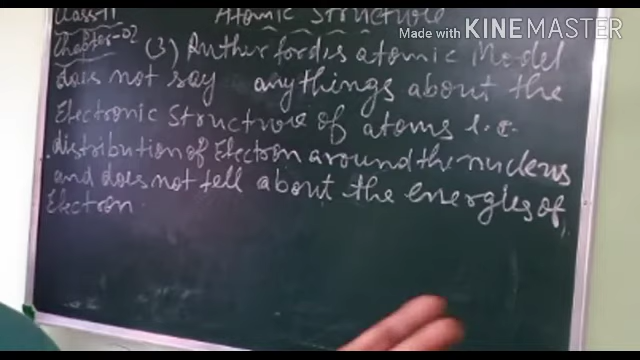 Class-11 Atomic Structure
Made with KINEMASTER
Chapter-02 (3) Rutherfordis atomic Model
does not say anythings about the
Electronic Structure of atoms i.e.
distribution of Electron around the nucleus
and does not tell about the energies of
Electron.